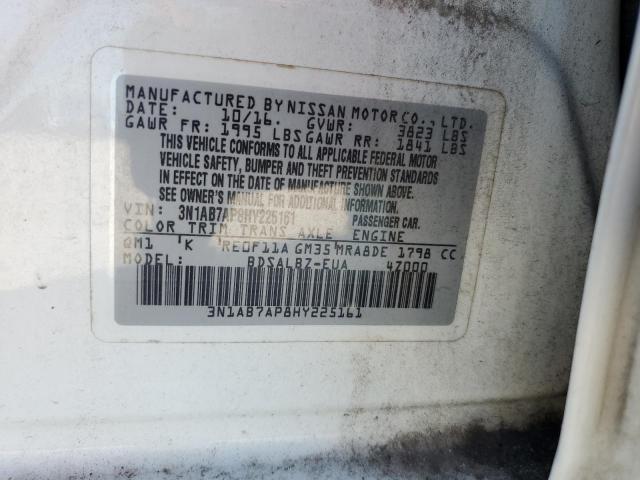 MANUFACTURED BY NISSAN MOTOR CO., LTD.
DATE: 10/16 GVWR: 3823 LBS
GAWR FR: 1995 LBS GAWR RR: 1841 LBS
THIS VEHICLE CONFORMS TO ALL APPLICABLE FEDERAL MOTOR
VEHICLE SAFETY, BUMPER AND THEFT PREVENTION STANDARDS
IN EFFECT ON THE DATE OF MANUFACTURE SHOWN ABOVE.
SEE OWNER'S MANUAL FOR ADDITIONAL INFORMATION.
VIN: 3N1AB7AP8HY225161 PASSENGER CAR.
COLOR TRIM TRANS AXLE ENGINE
QM1 K RE0F11A GM35 MRA8DE 1798 CC
MODEL: BDSALBZ-EUA 47000
3N1AB7AP8HY225161